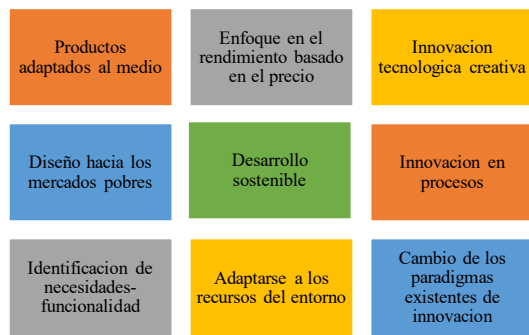 Productos
adaptados al medio
Enfoque en el
rendimiento basado
en el precio
Innovacion
tecnologica creativa
Diseño hacia los
mercados pobres
Desarrollo
sostenible
Innovacion en
procesos
Identificacion de
necesidades-
funcionalidad
Adaptarse a los
recursos del entorno
Cambio de los
paradigmas
existentes de
innovacion